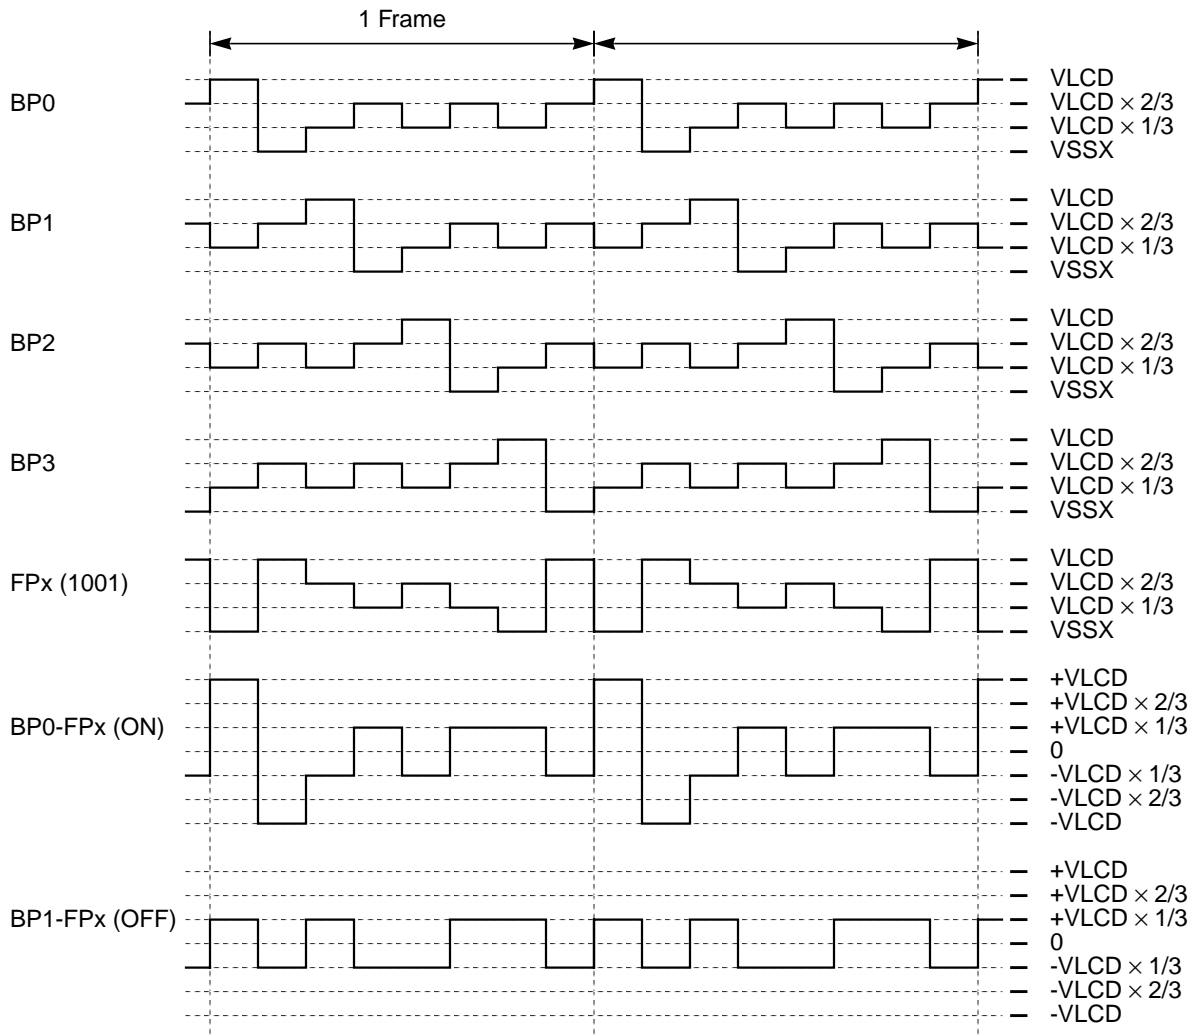 1 Frame
BP0
VLCD
VLCD × 2/3
VLCD × 1/3
VSSX
BP1
VLCD
VLCD × 2/3
VLCD × 1/3
VSSX
BP2
VLCD
VLCD × 2/3
VLCD × 1/3
VSSX
BP3
VLCD
VLCD × 2/3
VLCD × 1/3
VSSX
FPx (1001)
VLCD
VLCD × 2/3
VLCD × 1/3
VSSX
BP0-FPx (ON)
+VLCD
+VLCD × 2/3
+VLCD × 1/3
0
-VLCD × 1/3
-VLCD × 2/3
-VLCD
BP1-FPx (OFF)
+VLCD
+VLCD × 2/3
+VLCD × 1/3
0
-VLCD × 1/3
-VLCD × 2/3
-VLCD